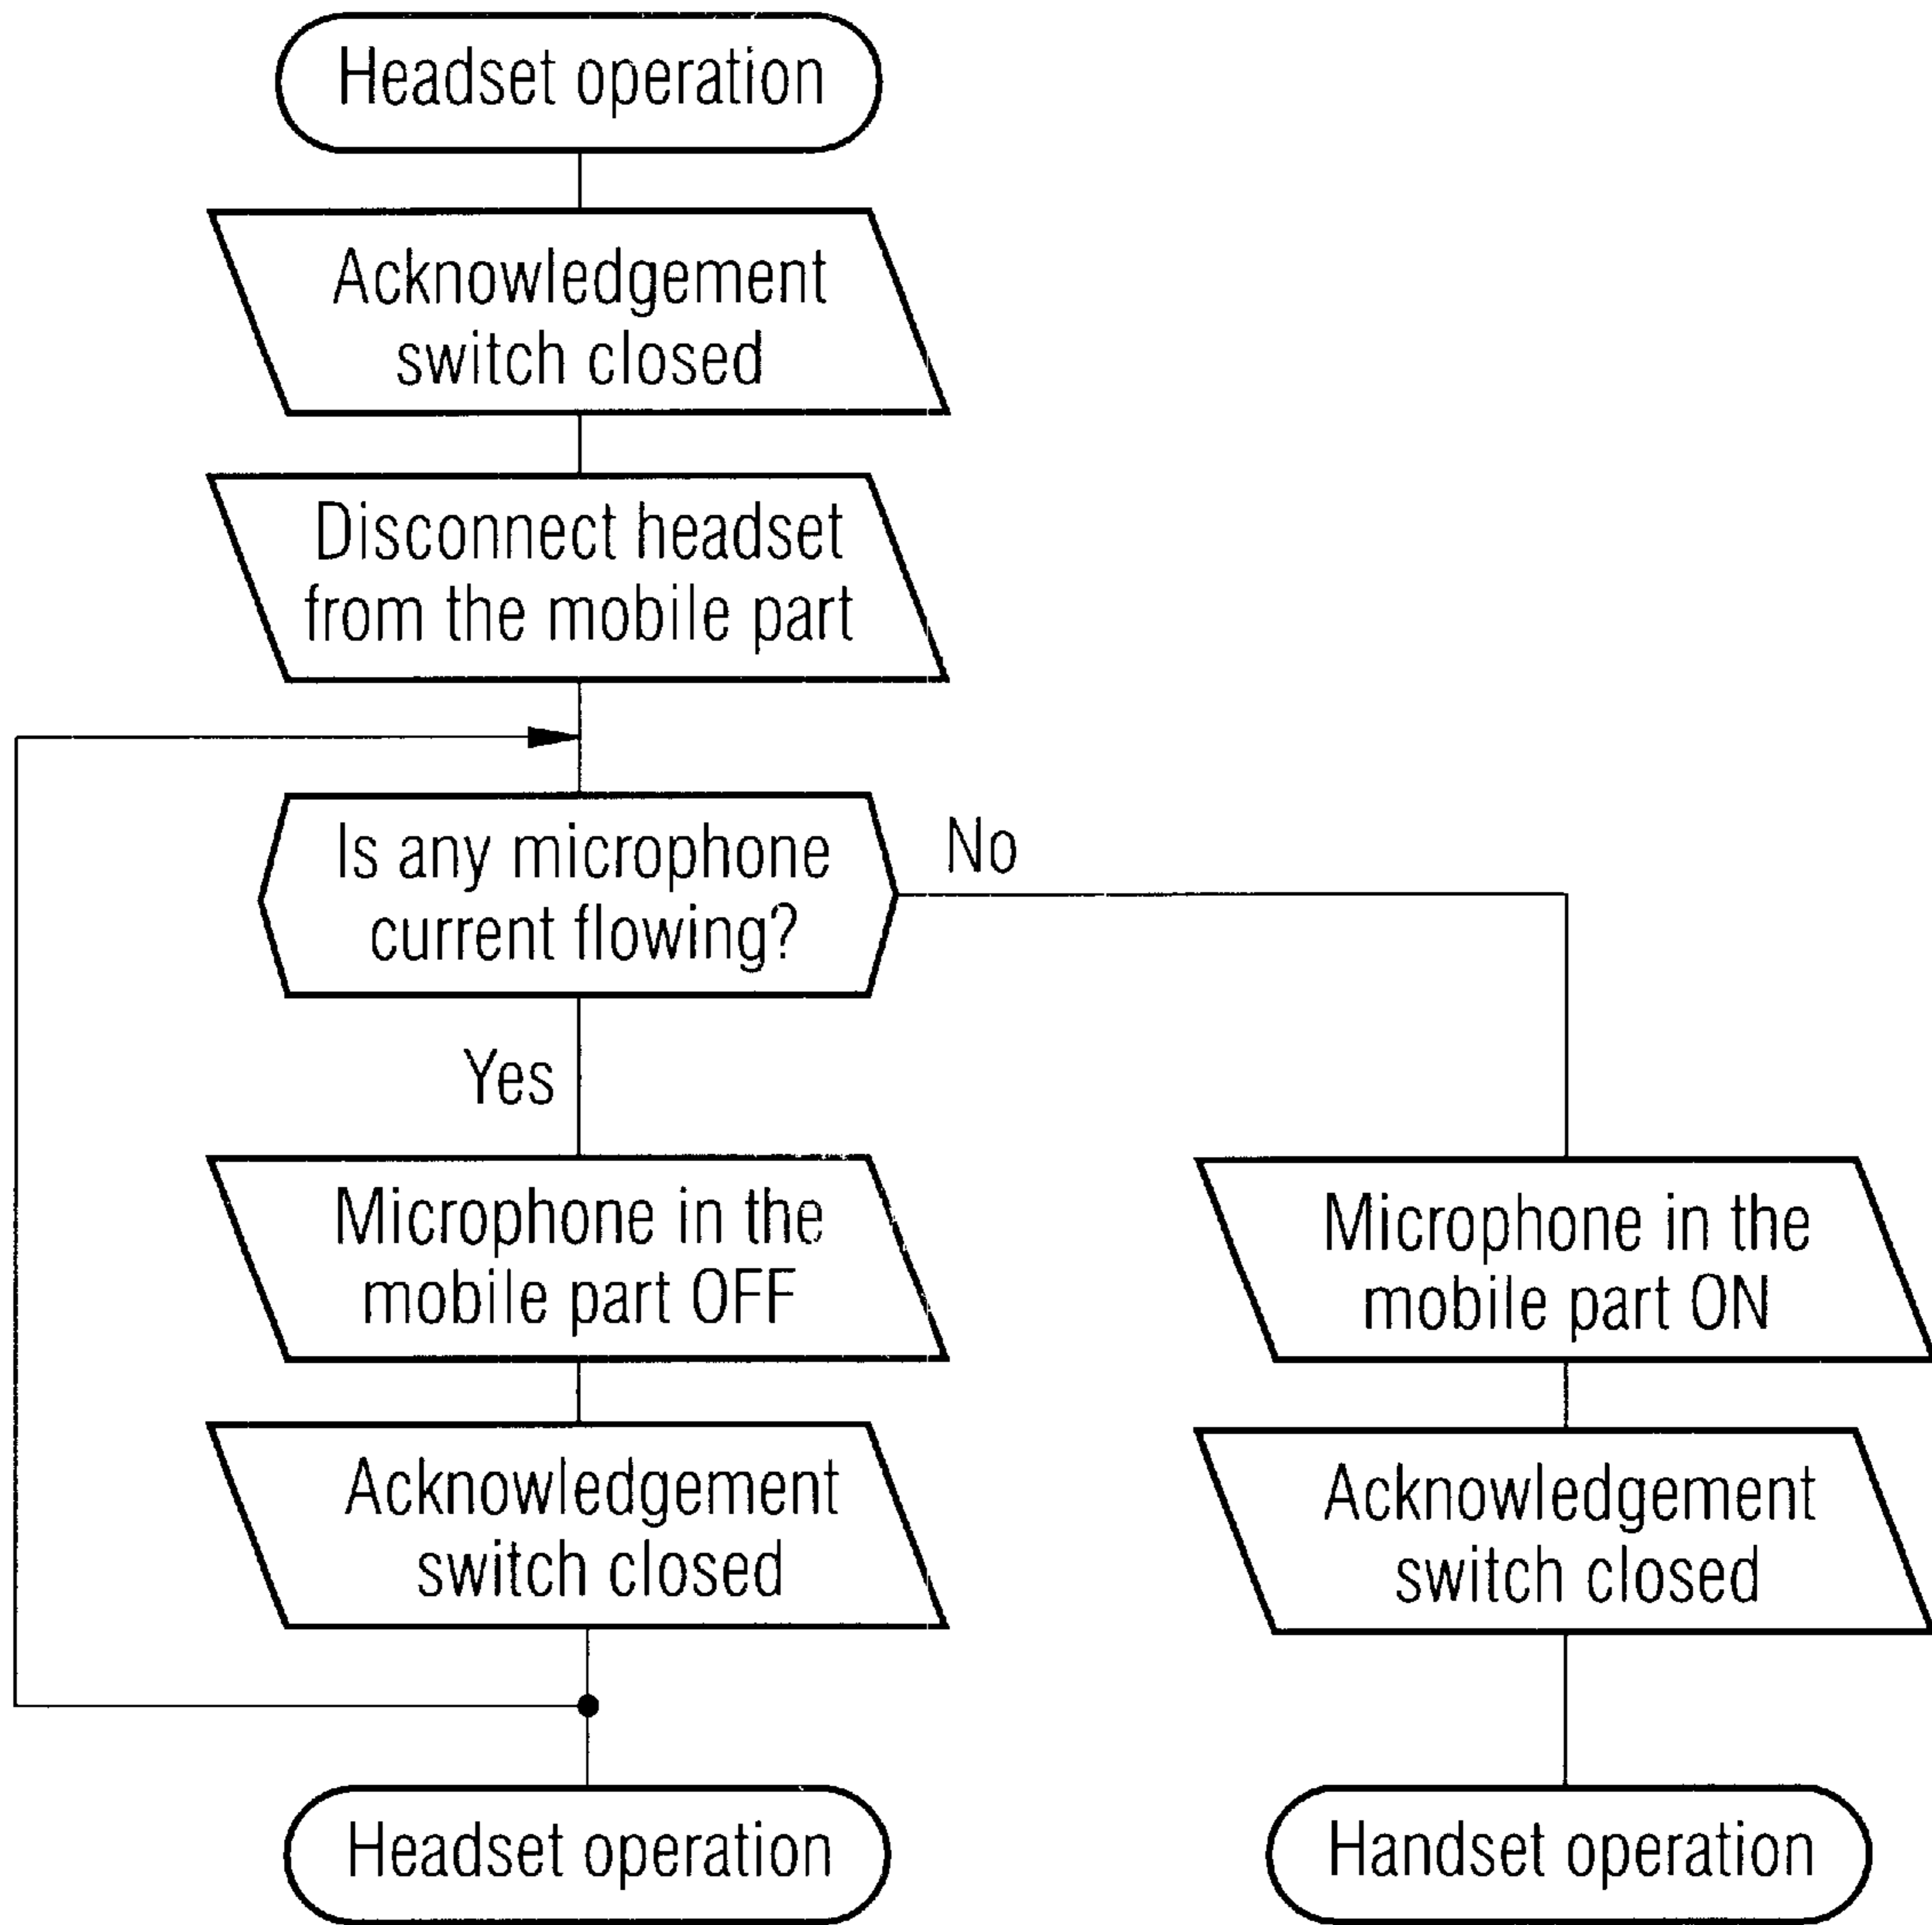 Headset operation
Acknowledgement
switch closed
Disconnect headset
from the mobile part
Is any microphone
current flowing?
No
Yes
Microphone in the
mobile part OFF
Microphone in the
mobile part ON
Acknowledgement
switch closed
Acknowledgement
switch closed
Headset operation
Handset operation